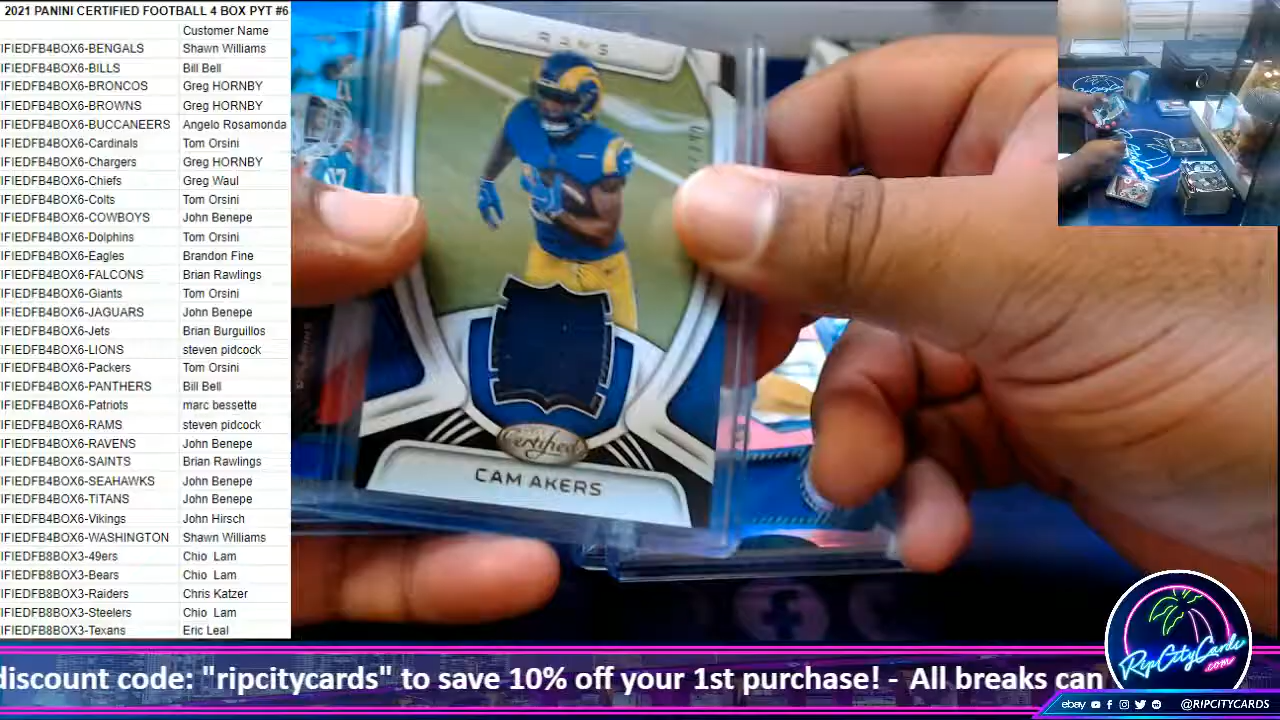 2021 PANINI CERTIFIED FOOTBALL 4 BOX PYT #6
Customer Name
IFIEDFB4BOX6-BENGALS Shawn Williams
IFIEDFB4BOX6-BILLS Bill Bell
IFIEDFB4BOX6-BRONCOS Greg HORNBY
IFIEDFB4BOX6-BROWNS Greg HORNBY
IFIEDFB4BOX6-BUCCANEERS Angelo Rosamonda
IFIEDFB4BOX6-Cardinals Tom Orsini
IFIEDFB4BOX6-Chargers Greg HORNBY
IFIEDFB4BOX6-Chiefs Greg Waul
IFIEDFB4BOX6-Colts Tom Orsini
IFIEDFB4BOX6-COWBOYS John Benepe
IFIEDFB4BOX6-Dolphins Tom Orsini
IFIEDFB4BOX6-Eagles Brandon Fine
IFIEDFB4BOX6-FALCONS Brian Rawlings
IFIEDFB4BOX6-Giants Tom Orsini
IFIEDFB4BOX6-JAGUARS John Benepe
IFIEDFB4BOX6-Jets Brian Burguillos
IFIEDFB4BOX6-LIONS steven pidcock
IFIEDFB4BOX6-Packers Tom Orsini
IFIEDFB4BOX6-PANTHERS Bill Bell
IFIEDFB4BOX6-Patriots marc bessette
IFIEDFB4BOX6-RAMS steven pidcock
IFIEDFB4BOX6-RAVENS John Benepe
IFIEDFB4BOX6-SAINTS Brian Rawlings
IFIEDFB4BOX6-SEAHAWKS John Benepe
IFIEDFB4BOX6-TITANS John Benepe
IFIEDFB4BOX6-Vikings John Hirsch
IFIEDFB4BOX6-WASHINGTON Shawn Williams
IFIEDFB8BOX3-49ers Chio Lam
IFIEDFB8BOX3-Bears Chio Lam
IFIEDFB8BOX3-Raiders Chris Katzer
IFIEDFB8BOX3-Steelers Chio Lam
IFIEDFB8BOX3-Texans Eric Leal
RAMS
Certified
CAM AKERS
RipCityCards
.com
discount code: "ripcitycards" to save 10% off your 1st purchase! - All breaks can
ebay @RIPCITYCARDS